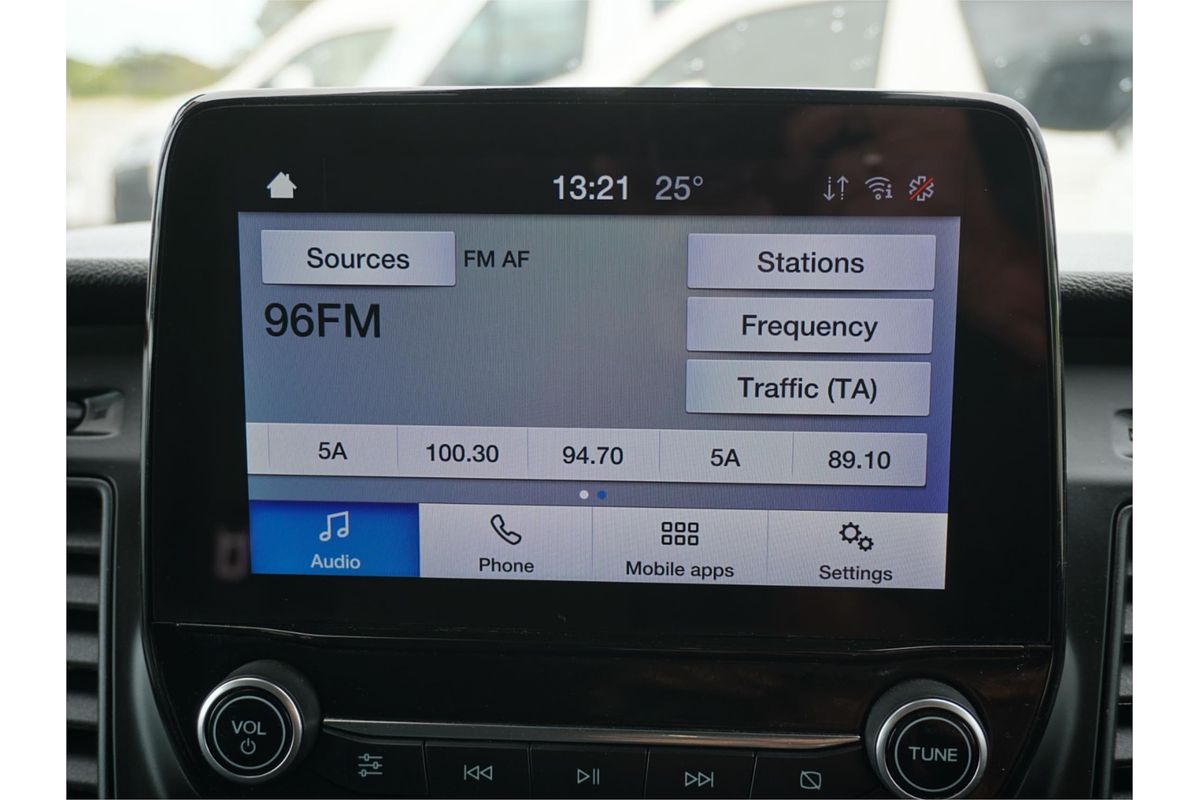 13:21 25°
Sources FM AF Stations
96FM
Frequency
Traffic (TA)
5A 100.30 94.70 5A 89.10
Audio Phone Mobile apps Settings
VOL
TUNE